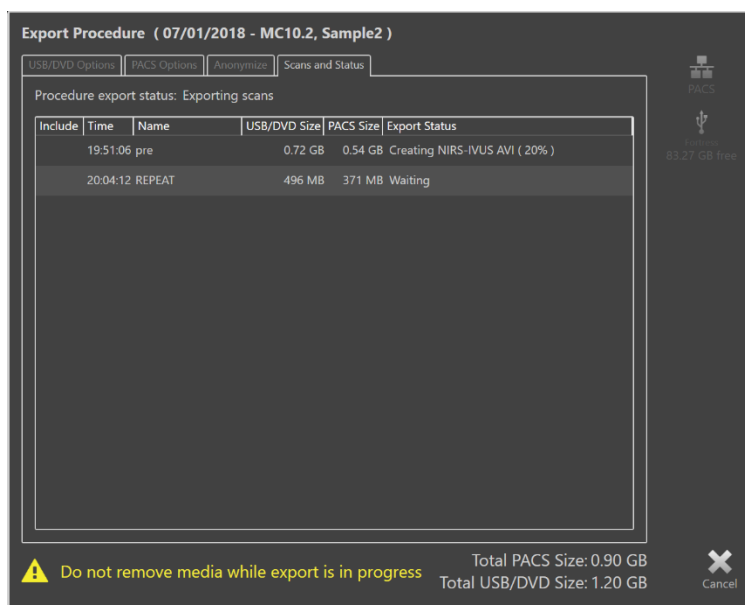 Export Procedure ( 07/01/2018 - MC10.2, Sample2 )
USB/DVD Options PACS Options Anonymize Scans and Status
PACS
Procedure export status: Exporting scans
Fortress
83.27 GB free
Include Time Name USB/DVD Size PACS Size Export Status
19:51:06 pre 0.72 GB 0.54 GB Creating NIRS-IVUS AVI ( 20% )
20:04:12 REPEAT 496 MB 371 MB Waiting
Do not remove media while export is in progress
Total PACS Size: 0.90 GB
Total USB/DVD Size: 1.20 GB
Cancel